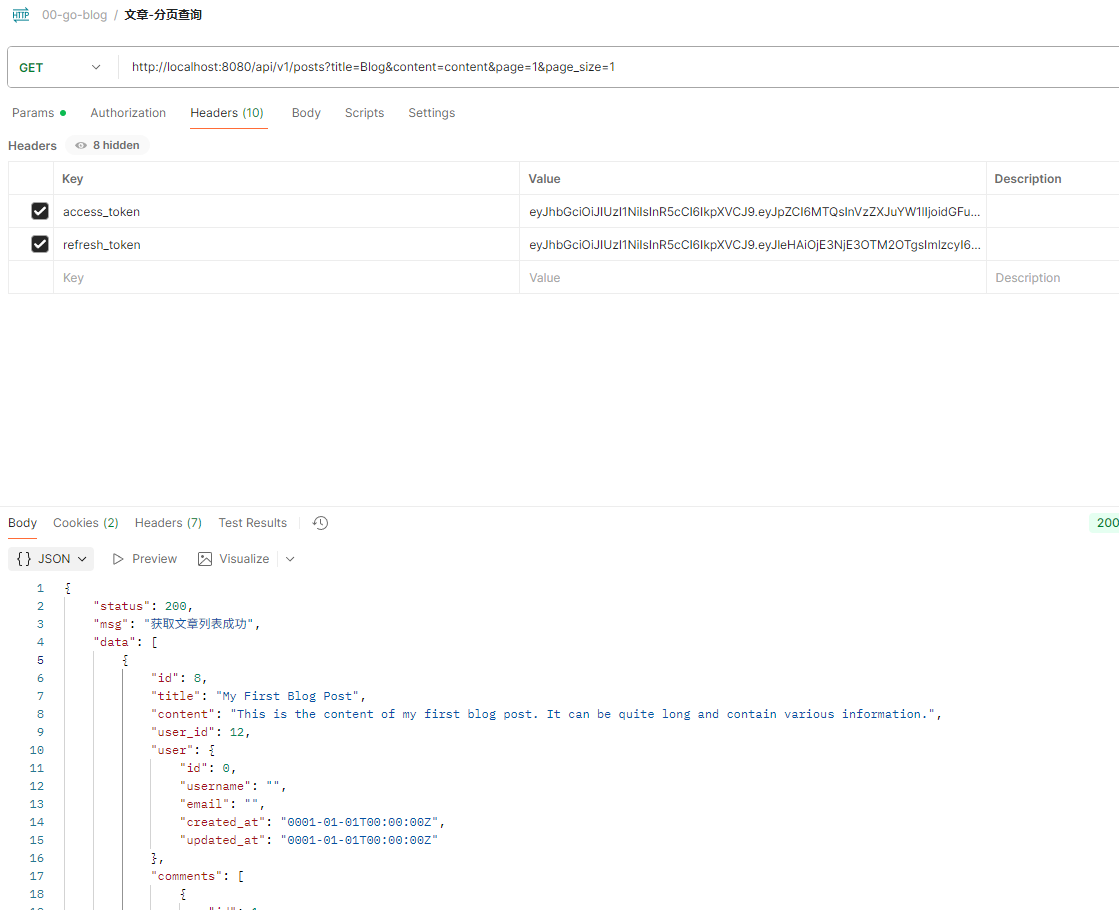 HTTP 00-go-blog / 文章-分页查询
GET http://localhost:8080/api/v1/posts?title=Blog&content=content&page=1&page_size=1
Params Authorization Headers (10) Body Scripts Settings
Headers 8 hidden
Key Value Description
access_token eyJhbGciOiJIUzI1NiIsInR5cCI6IkpXVCJ9.eyJpZCI6MTQsInVzZXJuYW1lIjoidGFu...
refresh_token eyJhbGciOiJIUzI1NiIsInR5cCI6IkpXVCJ9.eyJleHAiOjE3NjE3OTM2OTgsImlzcyI6...
Key Value Description
Body Cookies (2) Headers (7) Test Results 200
{} JSON Preview Visualize
1 {
2 "status": 200,
3 "msg": "获取文章列表成功",
4 "data": [
5 {
6 "id": 8,
7 "title": "My First Blog Post",
8 "content": "This is the content of my first blog post. It can be quite long and contain various information.",
9 "user_id": 12,
10 "user": {
11 "id": 0,
12 "username": "",
13 "email": "",
14 "created_at": "0001-01-01T00:00:00Z",
15 "updated_at": "0001-01-01T00:00:00Z"
16 },
17 "comments": [
18 {